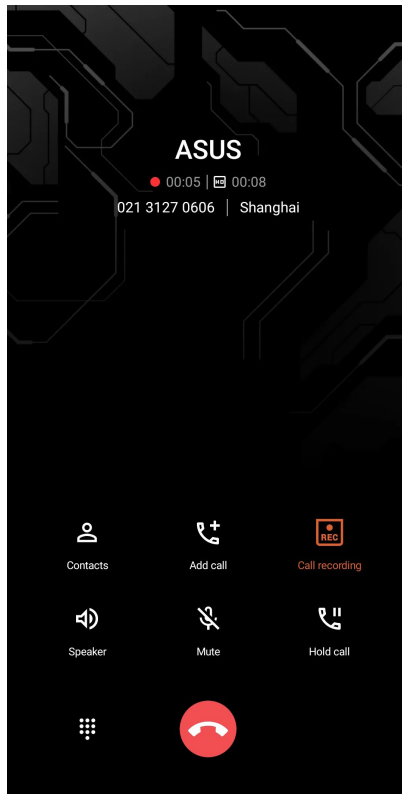 ASUS
00:05 | HD 00:08
021 3127 0606 | Shanghai
REC
Contacts Add call Call recording
Speaker Mute Hold call